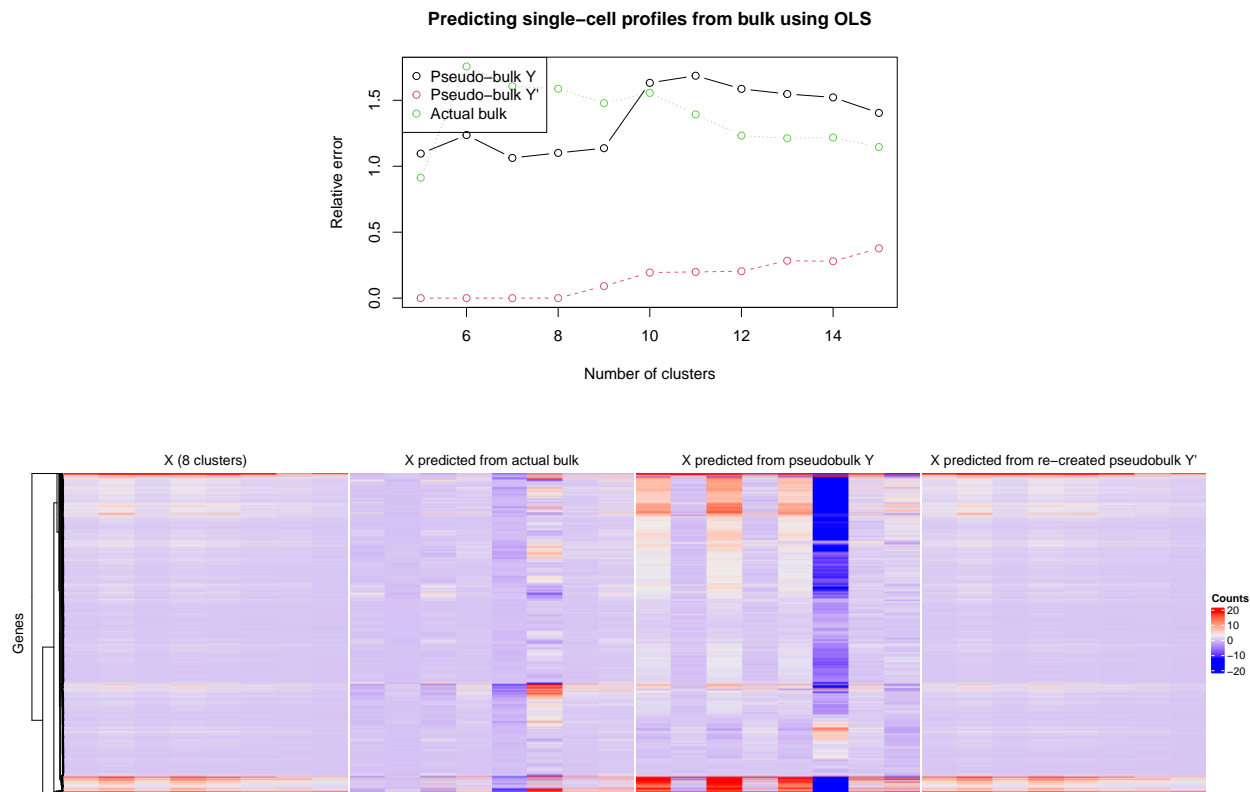 Predicting single−cell profiles from bulk using OLS
Pseudo−bulk Y
Pseudo−bulk Y'
Actual bulk
Relative error
0.0
0.5
1.0
1.5
6
8
10
12
14
Number of clusters
X (8 clusters)
X predicted from actual bulk
X predicted from pseudobulk Y
X predicted from re-created pseudobulk Y'
Genes
Counts
20
10
0
−10
−20